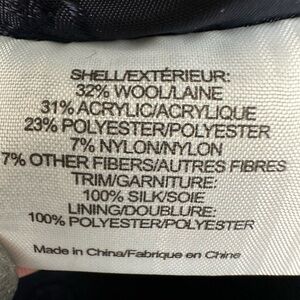 SHELL/EXTÉRIEUR:
32% WOOL/LAINE
31% ACRYLIC/ACRYLIQUE
23% POLYESTER/POLYESTER
7% NYLON/NYLON
7% OTHER FIBERS/AUTRES FIBRES
TRIM/GARNITURE:
100% SILK/SOIE
LINING/DOUBLURE:
100% POLYESTER/POLYESTER
Made in China/Fabrique en Chine